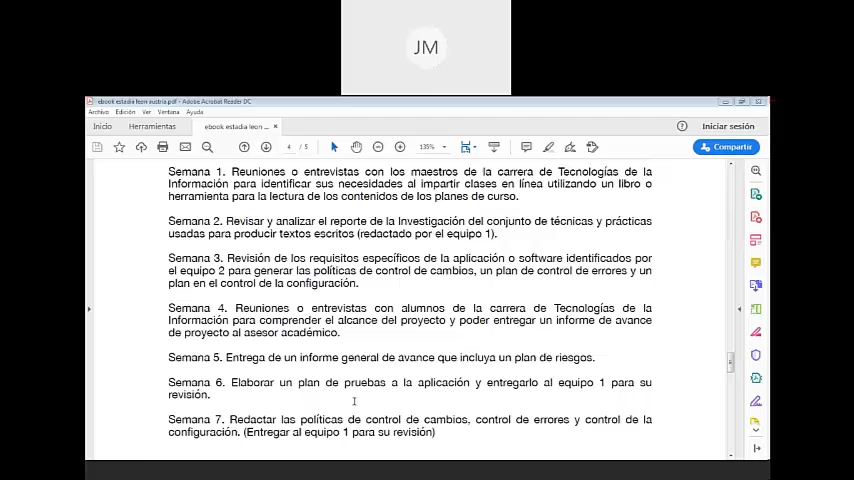 JM
ebook estadia leon austria.pdf - Adobe Acrobat Reader DC
Archivo Edición Ver Ventana Ayuda
Inicio Herramientas ebook estadia leon ... × Iniciar sesión
4 / 5 135% Compartir
Semana 1. Reuniones o entrevistas con los maestros de la carrera de Tecnologías de la
Información para identificar sus necesidades al impartir clases en línea utilizando un libro o
herramienta para la lectura de los contenidos de los planes de curso.
Semana 2. Revisar y analizar el reporte de la Investigación del conjunto de técnicas y prácticas
usadas para producir textos escritos (redactado por el equipo 1).
Semana 3. Revisión de los requisitos específicos de la aplicación o software identificados por
el equipo 2 para generar las políticas de control de cambios, un plan de control de errores y un
plan en el control de la configuración.
Semana 4. Reuniones o entrevistas con alumnos de la carrera de Tecnologías de la
Información para comprender el alcance del proyecto y poder entregar un informe de avance
de proyecto al asesor académico.
Semana 5. Entrega de un informe general de avance que incluya un plan de riesgos.
Semana 6. Elaborar un plan de pruebas a la aplicación y entregarlo al equipo 1 para su
revisión.
Semana 7. Redactar las políticas de control de cambios, control de errores y control de la
configuración. (Entregar al equipo 1 para su revisión)